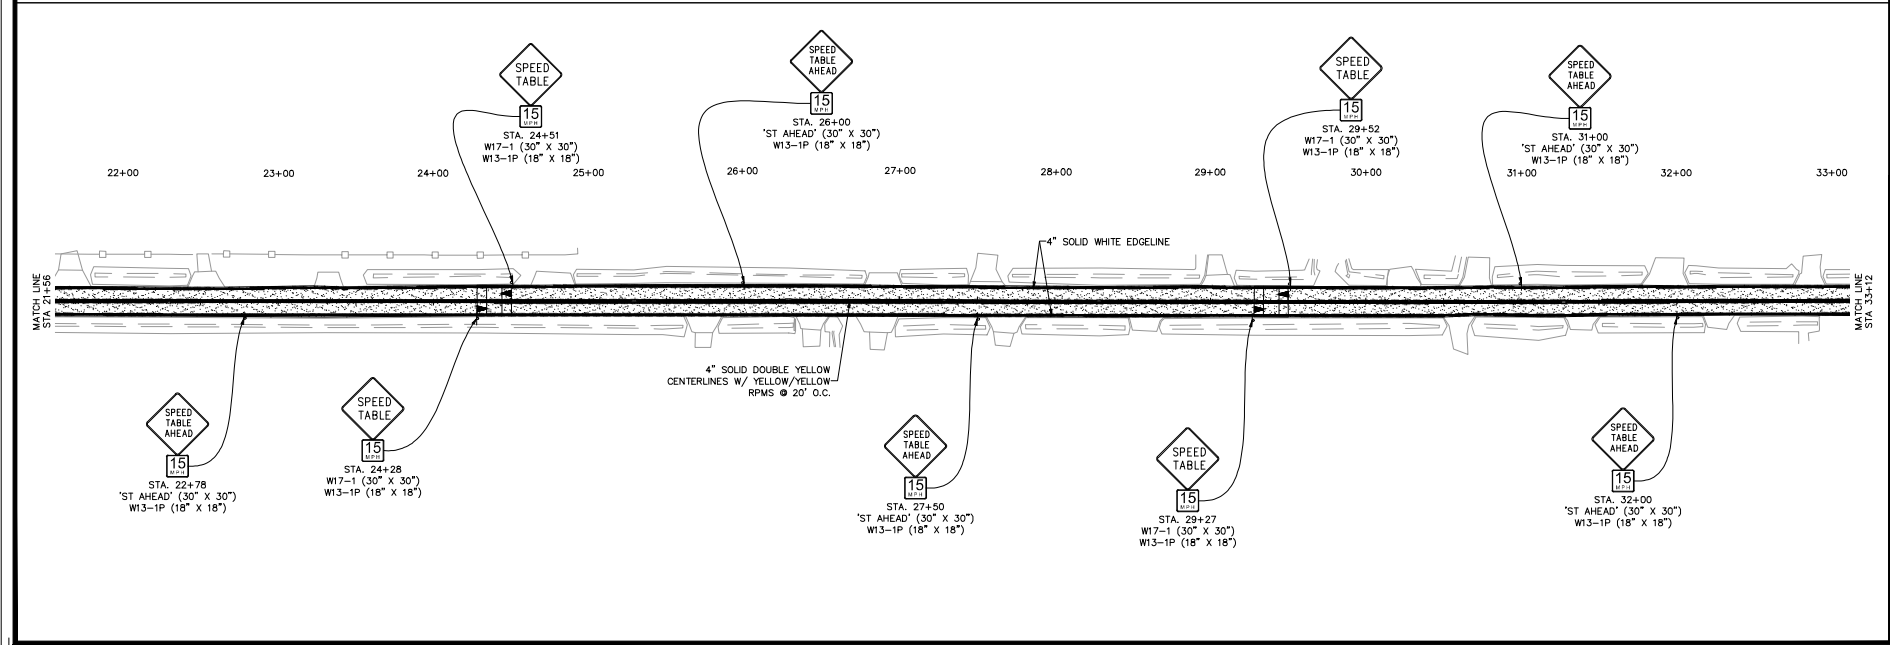 SPEED
TABLE
15
MPH
STA. 24+51
W17-1 (30" X 30")
W13-1P (18" X 18")
SPEED
TABLE
AHEAD
15
MPH
STA. 26+00
'ST AHEAD' (30" X 30")
W13-1P (18" X 18")
SPEED
TABLE
15
MPH
STA. 29+52
W17-1 (30" X 30")
W13-1P (18" X 18")
SPEED
TABLE
AHEAD
15
MPH
STA. 31+00
'ST AHEAD' (30" X 30")
W13-1P (18" X 18")
22+00 23+00 24+00 25+00 26+00 27+00 28+00 29+00 30+00 31+00 32+00 33+00
4" SOLID WHITE EDGELINE
MATCH LINE
STA 21+56
MATCH LINE
STA 33+12
4" SOLID DOUBLE YELLOW
CENTERLINES W/ YELLOW/YELLOW
RPMS @ 20' O.C.
SPEED
TABLE
AHEAD
15
MPH
STA. 22+78
'ST AHEAD' (30" X 30")
W13-1P (18" X 18")
SPEED
TABLE
15
MPH
STA. 24+28
W17-1 (30" X 30")
W13-1P (18" X 18")
SPEED
TABLE
AHEAD
15
MPH
STA. 27+50
'ST AHEAD' (30" X 30")
W13-1P (18" X 18")
SPEED
TABLE
15
MPH
STA. 29+27
W17-1 (30" X 30")
W13-1P (18" X 18")
SPEED
TABLE
AHEAD
15
MPH
STA. 32+00
'ST AHEAD' (30" X 30")
W13-1P (18" X 18")